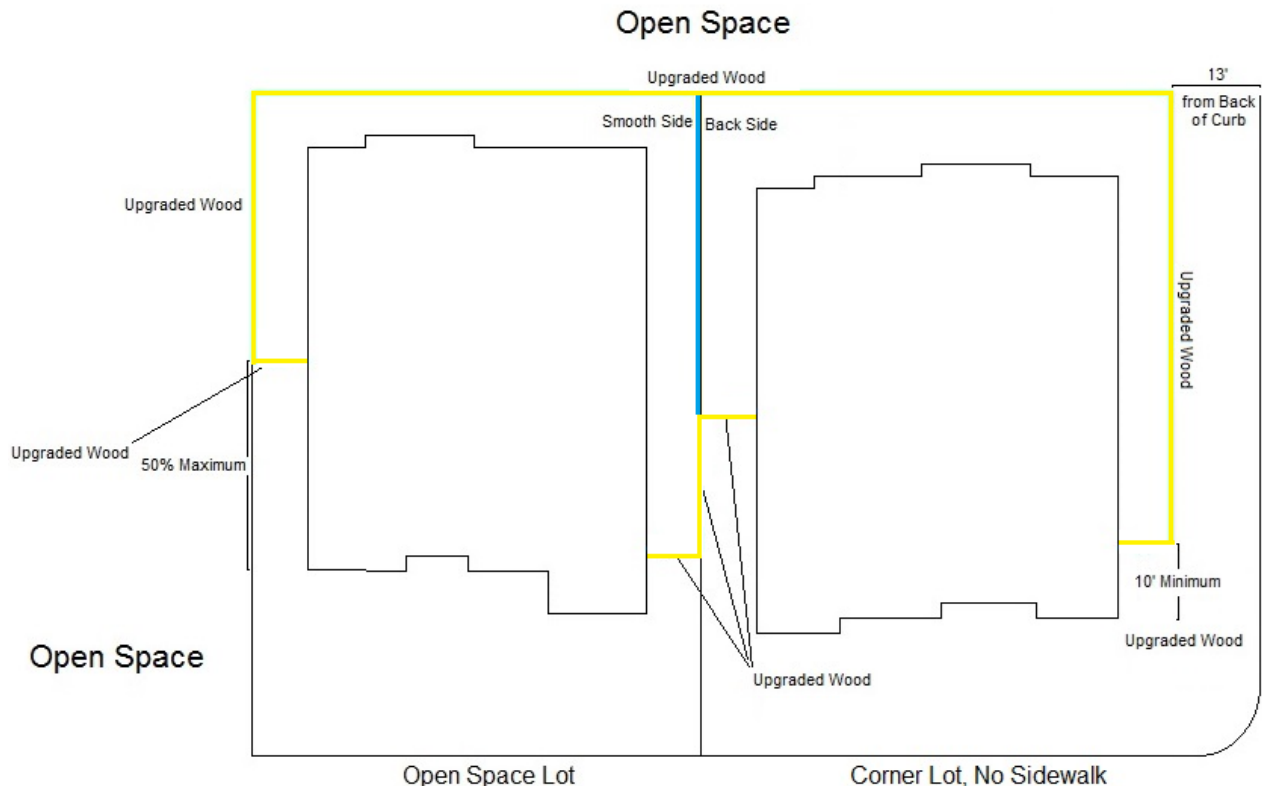 Open Space
Upgraded Wood
13'
from Back
of Curb
Smooth Side
Back Side
Upgraded Wood
Upgraded Wood
Upgraded Wood
50% Maximum
10' Minimum
Upgraded Wood
Open Space
Upgraded Wood
Open Space Lot
Corner Lot, No Sidewalk